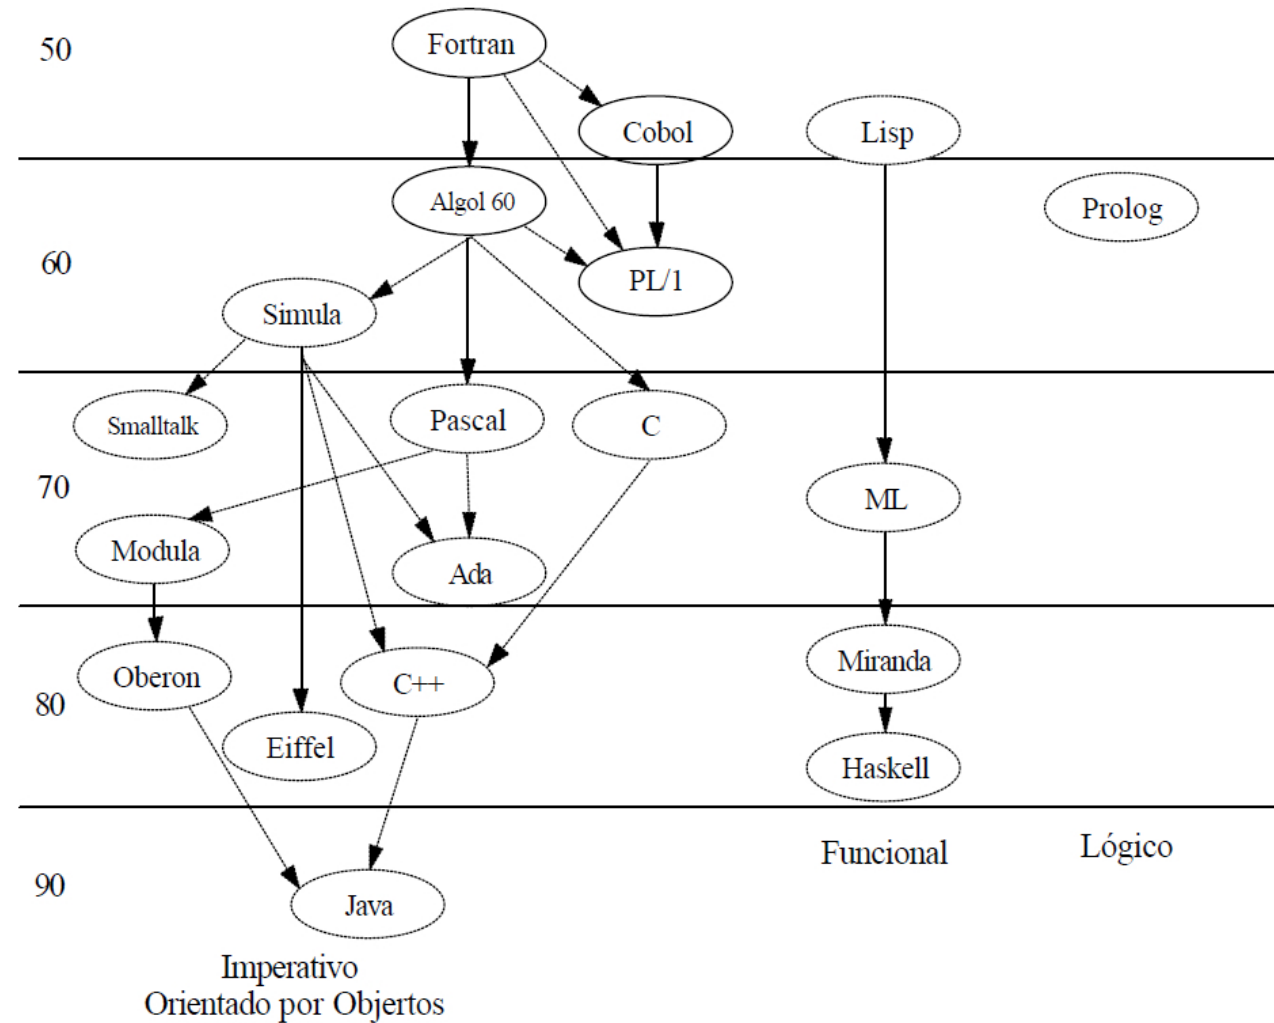 50
Fortran
Cobol
Lisp
Algol 60
Prolog
60
PL/1
Simula
Smalltalk
Pascal
C
70
ML
Modula
Ada
Miranda
Oberon
C++
80
Eiffel
Haskell
Funcional
Lógico
90
Java
Imperativo
Orientado por Objertos